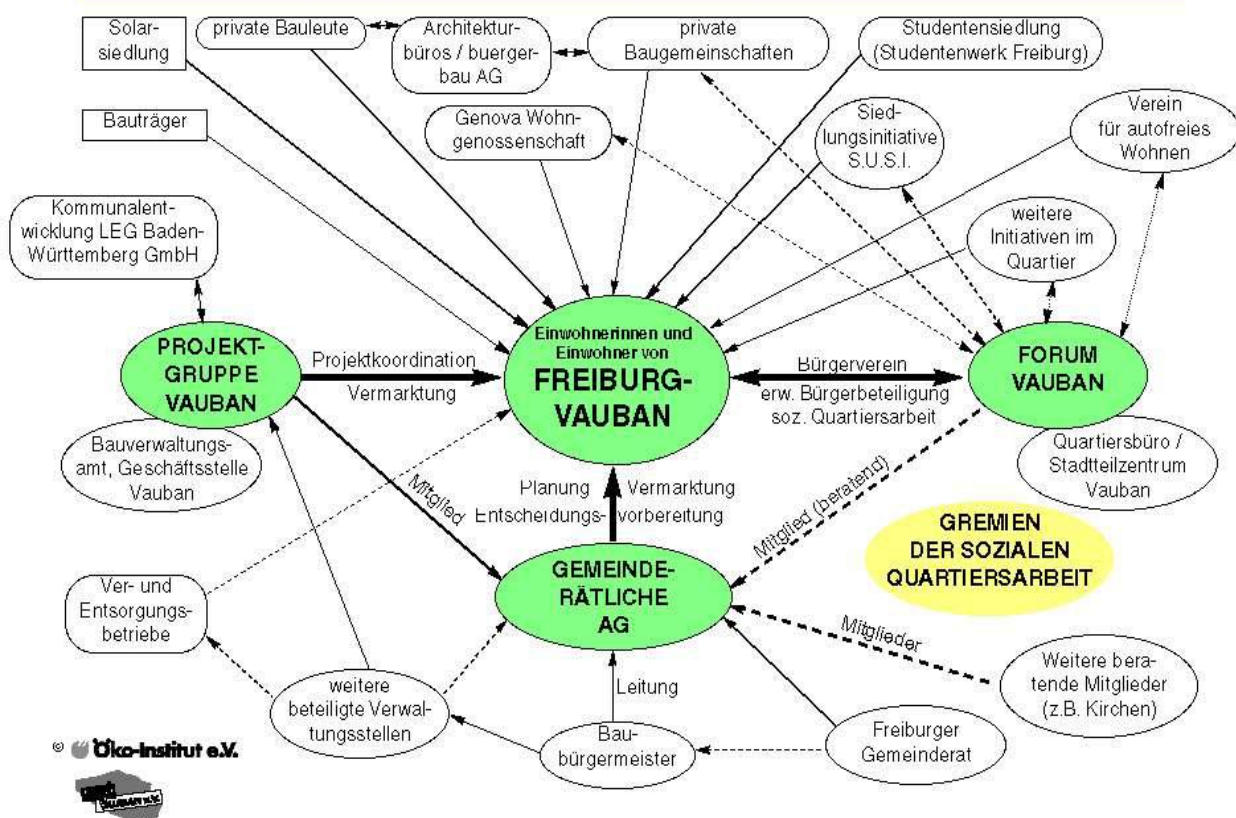 Solar-
siedlung
private Bauleute
Architektur-
büros / buerger-
bau AG
private
Baugemeinschaften
Studentensiedlung
(Studentenwerk Freiburg)
Bauträger
Genova Wohn-
genossenschaft
Sied-
lungsinitiative
S.U.S.I.
Verein
für autofreies
Wohnen
Kommunalent-
wicklung LEG Baden-
Württemberg GmbH
weitere
Initiativen im
Quartier
PROJEKT-
GRUPPE
VAUBAN
Projektkoordination
Vermarktung
Einwohnerinnen und
Einwohner von
FREIBURG-
VAUBAN
Bürgerverein
erw. Bürgerbeteiligung
soz. Quartiersarbeit
FORUM
VAUBAN
Bauverwaltungs-
amt, Geschäftsstelle
Vauban
Quartiersbüro /
Stadtteilzentrum
Vauban
Mitglied
Planung Vermarktung
Entscheidungs- vorbereitung
Mitglied (beratend)
GREMIEN
DER SOZIALEN
QUARTIERSARBEIT
GEMEINDE-
RÄTLICHE
AG
Ver- und
Entsorgungs-
betriebe
Mitglieder
Weitere bera-
tende Mitglieder
(z.B. Kirchen)
weitere
beteiligte Verwal-
tungsstellen
Leitung
Bau-
bürgermeister
Freiburger
Gemeinderat
© Öko-Institut e.V.